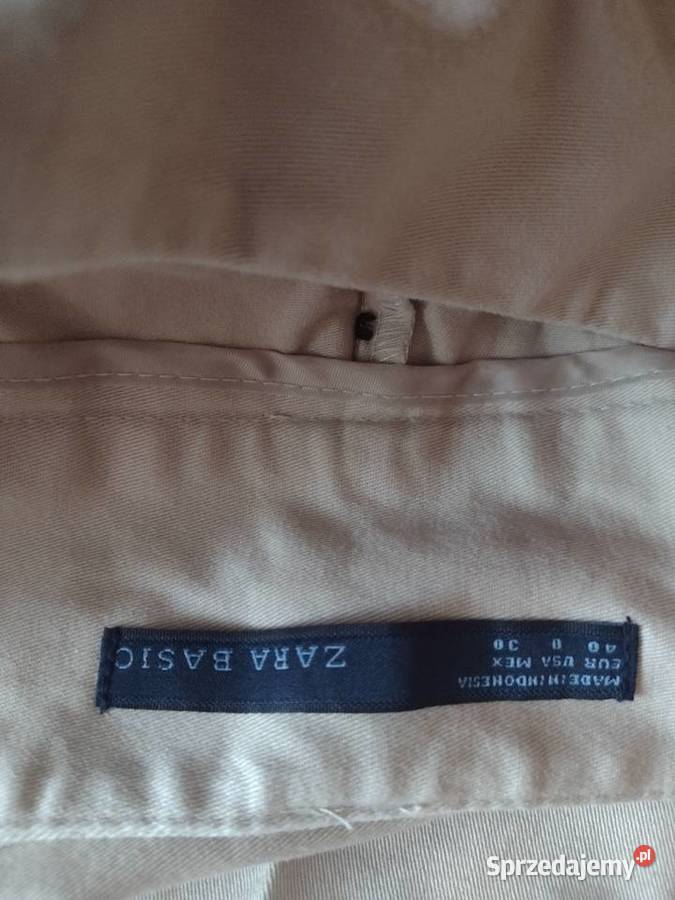 MADE IN INDONESIA
EUR USA MEX
40 8 30
ZARA BASIC
Sprzedajemy.pl